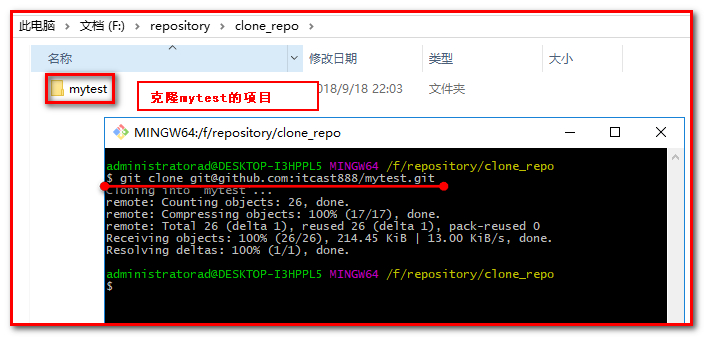 此电脑 > 文档 (F:) > repository > clone_repo >
名称 修改日期 类型 大小
mytest 2018/9/18 22:03 文件夹
克隆mytest的项目
MINGW64:/f/repository/clone_repo
administratorad@DESKTOP-I3HPPL5 MINGW64 /f/repository/clone_repo
$ git clone git@github.com:itcast888/mytest.git
Cloning into 'mytest'...
remote: Counting objects: 26, done.
remote: Compressing objects: 100% (17/17), done.
remote: Total 26 (delta 1), reused 26 (delta 1), pack-reused 0
Receiving objects: 100% (26/26), 214.45 KiB | 13.00 KiB/s, done.
Resolving deltas: 100% (1/1), done.
administratorad@DESKTOP-I3HPPL5 MINGW64 /f/repository/clone_repo
$